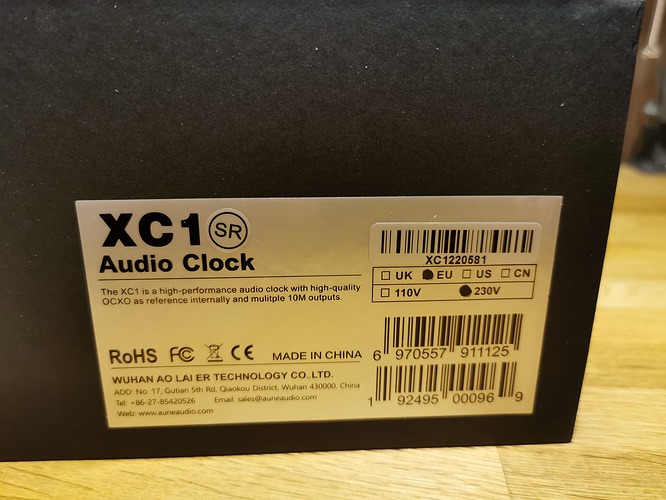 XC1 SR
Audio Clock
The XC1 is a high-performance audio clock with high-quality
OCXO as reference internally and mulitple 10M outputs.
XC1220581
UK EU US CN
110V 230V
RoHS FC CE MADE IN CHINA
6 970557 911125
WUHAN AO LAI ER TECHNOLOGY CO.,LTD.
ADD: No. 17, Gutian 5th Rd, Qiaokou District, Wuhan 430000, China
Tel: +86-27-85420526 Email: sales@auneaudio.com
Web: www.auneaudio.com
1 92495 00096 9